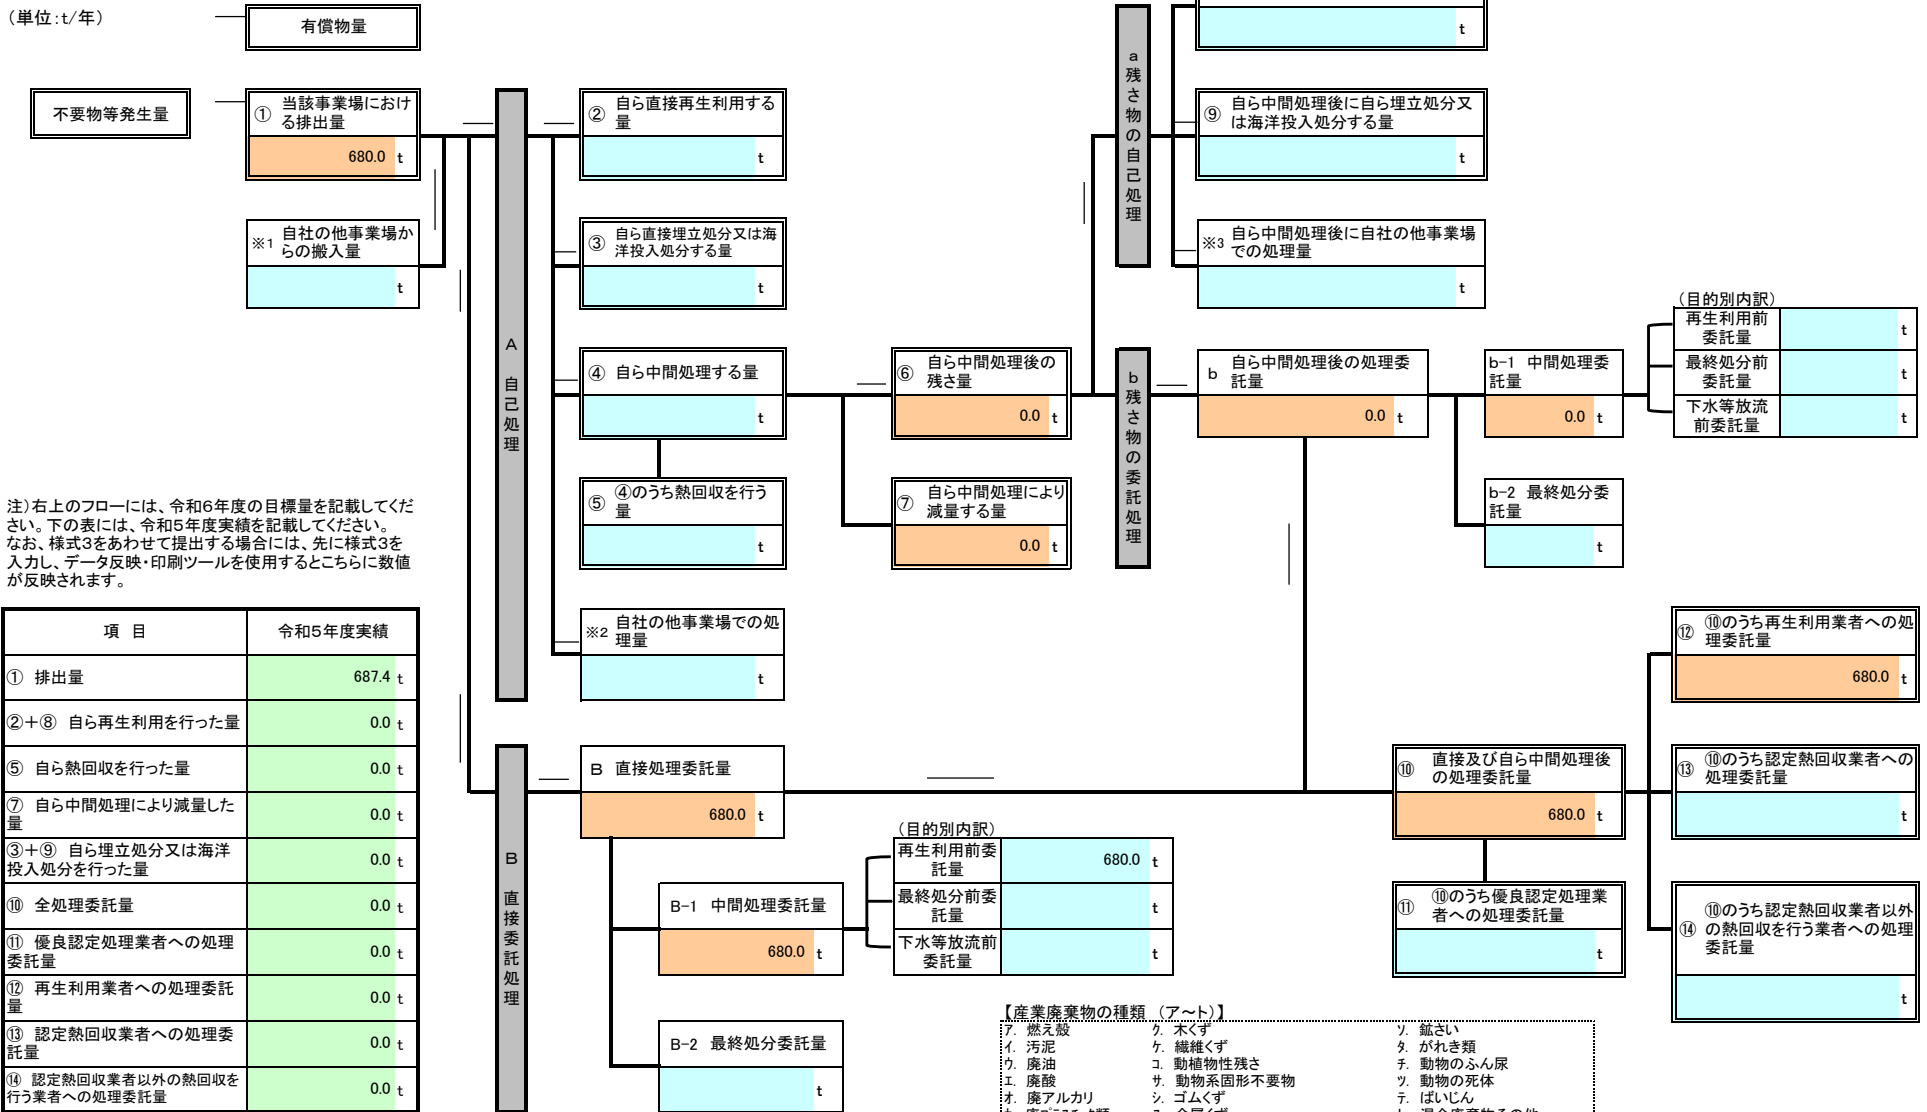 （単位：t/年）
有償物量
不要物等発生量
① 当該事業場におけ
る排出量
680.0 t
※1 自社の他事業場か
らの搬入量
t
A 自己処理
② 自ら直接再生利用する
量
t
③ 自ら直接埋立処分又は海
洋投入処分する量
t
④ 自ら中間処理する量
t
⑤ ④のうち熱回収を行う
量
t
※2 自社の他事業場での処
理量
t
⑥ 自ら中間処理後の
残さ量
0.0 t
⑦ 自ら中間処理により
減量する量
0.0 t
a 残さ物の自己処理
t
⑨ 自ら中間処理後に自ら埋立処分又
は海洋投入処分する量
t
※3 自ら中間処理後に自社の他事業場
での処理量
t
b 残さ物の委託処理
b 自ら中間処理後の処理委
託量
0.0 t
b-1 中間処理委
託量
0.0 t
（目的別内訳）
再生利用前
委託量
t
最終処分前
委託量
t
下水等放流
前委託量
t
b-2 最終処分委
託量
t
注）右上のフローには、令和6年度の目標量を記載してくだ
さい。下の表には、令和5年度実績を記載してください。
なお、様式3をあわせて提出する場合には、先に様式3を
入力し、データ反映・印刷ツールを使用するとこちらに数値
が反映されます。
項 目 令和5年度実績
① 排出量 687.4 t
②＋⑧ 自ら再生利用を行った量 0.0 t
⑤ 自ら熱回収を行った量 0.0 t
⑦ 自ら中間処理により減量した
量 0.0 t
③＋⑨ 自ら埋立処分又は海洋
投入処分を行った量 0.0 t
⑩ 全処理委託量 0.0 t
⑪ 優良認定処理業者への処理
委託量 0.0 t
⑫ 再生利用業者への処理委託
量 0.0 t
⑬ 認定熱回収業者への処理委
託量 0.0 t
⑭ 認定熱回収業者以外の熱回収を
行う業者への処理委託量 0.0 t
B 直接委託処理
B 直接処理委託量
680.0 t
B-1 中間処理委託量
680.0 t
（目的別内訳）
再生利用前委
託量
680.0 t
最終処分前委
託量
t
下水等放流前
委託量
t
B-2 最終処分委託量
t
⑩ 直接及び自ら中間処理後
の処理委託量
680.0 t
⑪ ⑩のうち優良認定処理業
者への処理委託量
t
⑫ ⑩のうち再生利用業者への処
理委託量
680.0 t
⑬ ⑩のうち認定熱回収業者への
処理委託量
t
⑭ ⑩のうち認定熱回収業者以外
の熱回収を行う業者への処理
委託量
t
【産業廃棄物の種類 （ア～ト）】
ア. 燃え殻 ク. 木くず ソ. 鉱さい
イ. 汚泥 ケ. 繊維くず タ. がれき類
ウ. 廃油 コ. 動植物性残さ チ. 動物のふん尿
エ. 廃酸 サ. 動物系固形不要物 ツ. 動物の死体
オ. 廃アルカリ シ. ゴムくず テ. ばいじん